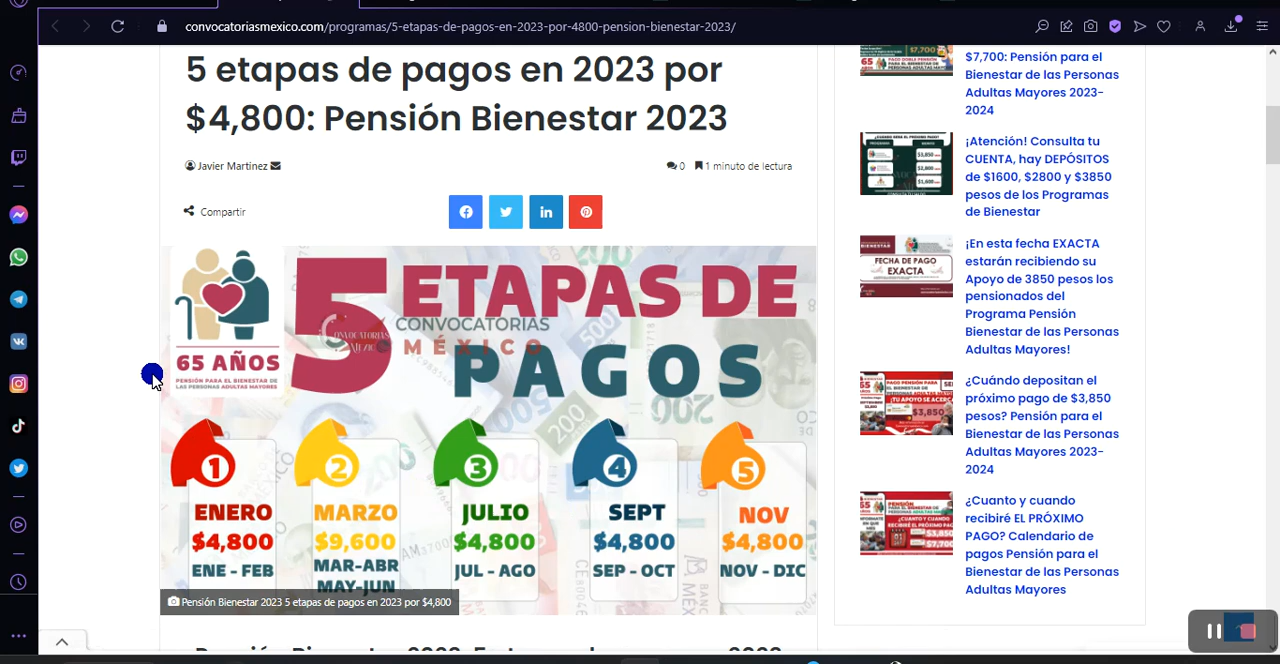 convocatoriasmexico.com/programas/5-etapas-de-pagos-en-2023-por-4800-pension-bienestar-2023/
5 etapas de pagos en 2023 por
$4,800: Pensión Bienestar 2023
Javier Martínez
0
1 minuto de lectura
Compartir
65 AÑOS
PENSIÓN PARA EL BIENESTAR DE
LAS PERSONAS ADULTAS MAYORES
5 ETAPAS DE
PAGOS
CONVOCATORIAS
MÉXICO
1
ENERO
$4,800
ENE - FEB
2
MARZO
$9,600
MAR-ABR
MAY-JUN
3
JULIO
$4,800
JUL - AGO
4
SEPT
$4,800
SEP - OCT
5
NOV
$4,800
NOV - DIC
Pensión Bienestar 2023 5 etapas de pagos en 2023 por $4,800
$7,700: Pensión para el
Bienestar de las Personas
Adultas Mayores 2023-
2024
¡Atención! Consulta tu
CUENTA, hay DEPÓSITOS
de $1600, $2800 y $3850
pesos de los Programas
de Bienestar
FECHA DE PAGO
EXACTA
¡En esta fecha EXACTA
estarán recibiendo su
Apoyo de 3850 pesos los
pensionados del
Programa Pensión
Bienestar de las Personas
Adultas Mayores!
$3,850
¿Cuándo depositan el
próximo pago de $3,850
pesos? Pensión para el
Bienestar de las Personas
Adultas Mayores 2023-
2024
¿Cuanto y cuando
recibiré EL PRÓXIMO
PAGO? Calendario de
pagos Pensión para el
Bienestar de las Personas
Adultas Mayores